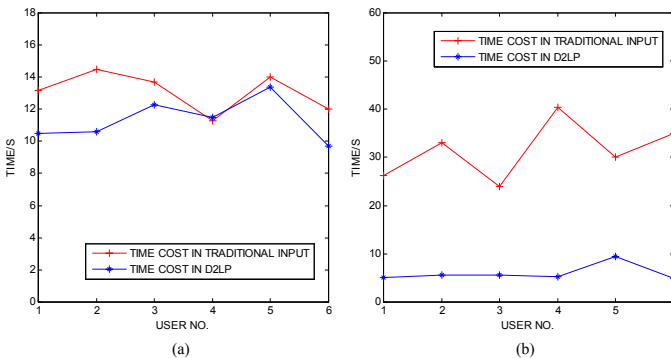 18
16
14
12
10
8
6
4
2
0
TIME/S
TIME COST IN TRADITIONAL INPUT
TIME COST IN D2LP
1 2 3 4 5 6
USER NO.
(a)
60
50
40
30
20
10
0
TIME/S
TIME COST IN TRADITIONAL INPUT
TIME COST IN D2LP
1 2 3 4 5 6
USER NO.
(b)